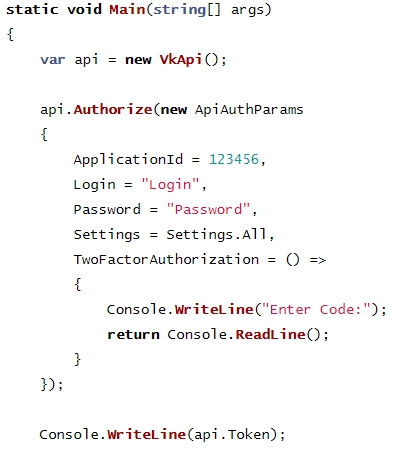 static void Main(string[] args)
{
    var api = new VkApi();

    api.Authorize(new ApiAuthParams
    {
        ApplicationId = 123456,
        Login = "Login",
        Password = "Password",
        Settings = Settings.All,
        TwoFactorAuthorization = () =>
        {
            Console.WriteLine("Enter Code:");
            return Console.ReadLine();
        }
    });

    Console.WriteLine(api.Token);